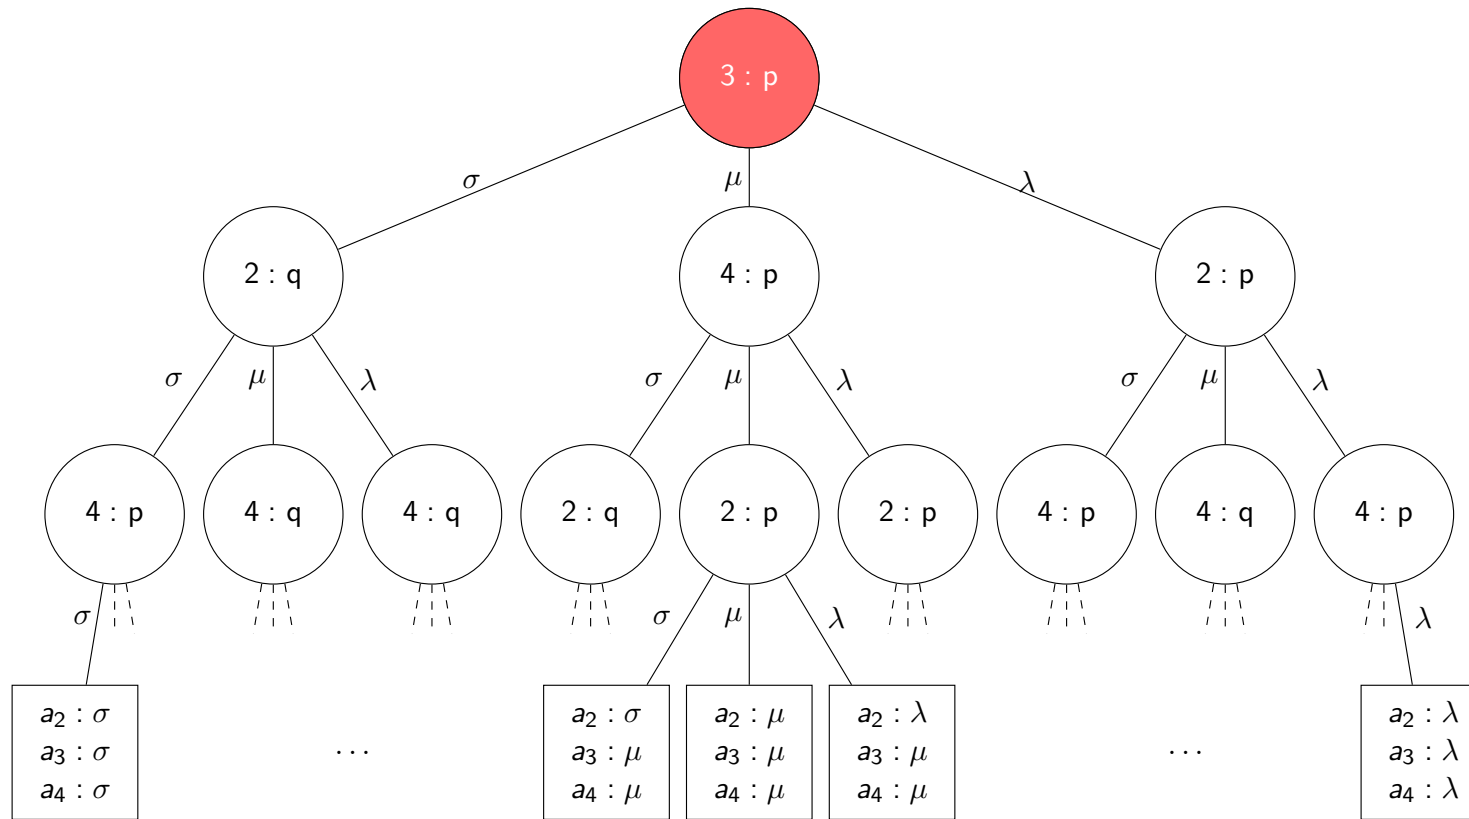 3 : p
σ μ λ
2 : q 4 : p 2 : p
σ μ λ σ μ λ σ μ λ
4 : p 4 : q 4 : q 2 : q 2 : p 2 : p 4 : p 4 : q 4 : p
σ σ μ λ λ
a₂ : σ
a₃ : σ
a₄ : σ
. . .
a₂ : σ
a₃ : μ
a₄ : μ
a₂ : μ
a₃ : μ
a₄ : μ
a₂ : λ
a₃ : μ
a₄ : μ
. . .
a₂ : λ
a₃ : λ
a₄ : λ